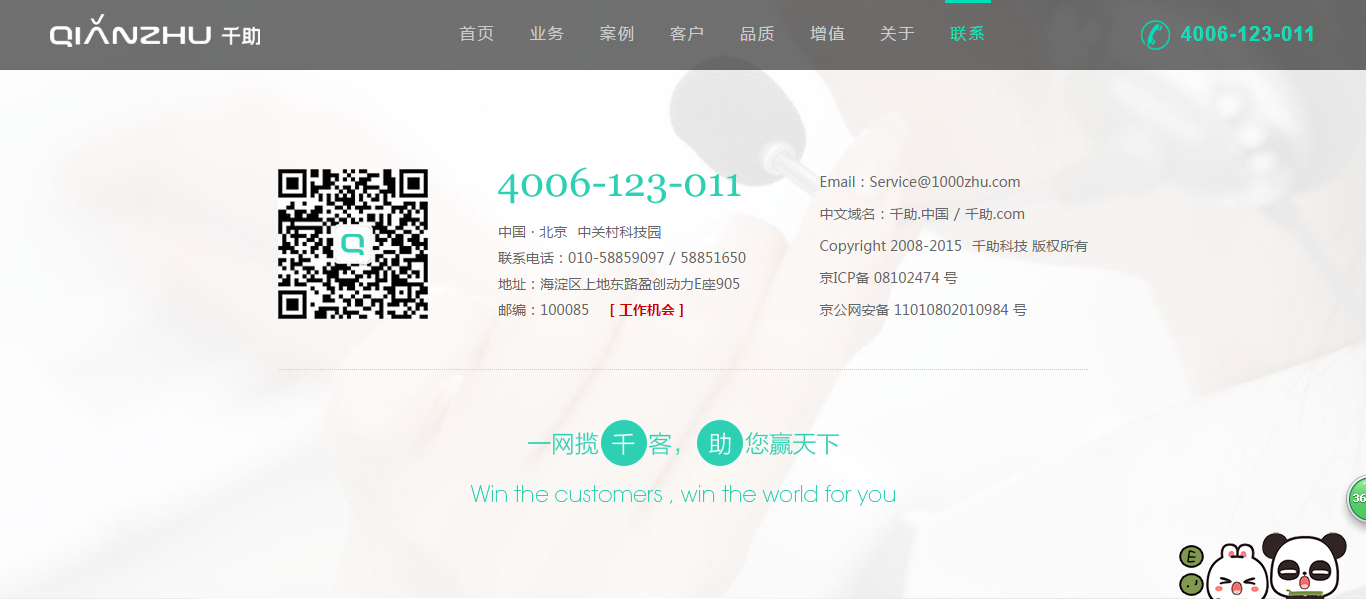 QIANZHU 千助
首页 业务 案例 客户 品质 增值 关于 联系
4006-123-011
4006-123-011
中国 · 北京 中关村科技园
联系电话：010-58859097 / 58851650
地址：海淀区上地东路盈创动力E座905
邮编：100085 [ 工作机会 ]
Email : Service@1000zhu.com
中文域名：千助.中国 / 千助.com
Copyright 2008-2015 千助科技 版权所有
京ICP备 08102474 号
京公网安备 11010802010984 号
一网揽千客，助您赢天下
Win the customers , win the world for you
36
E